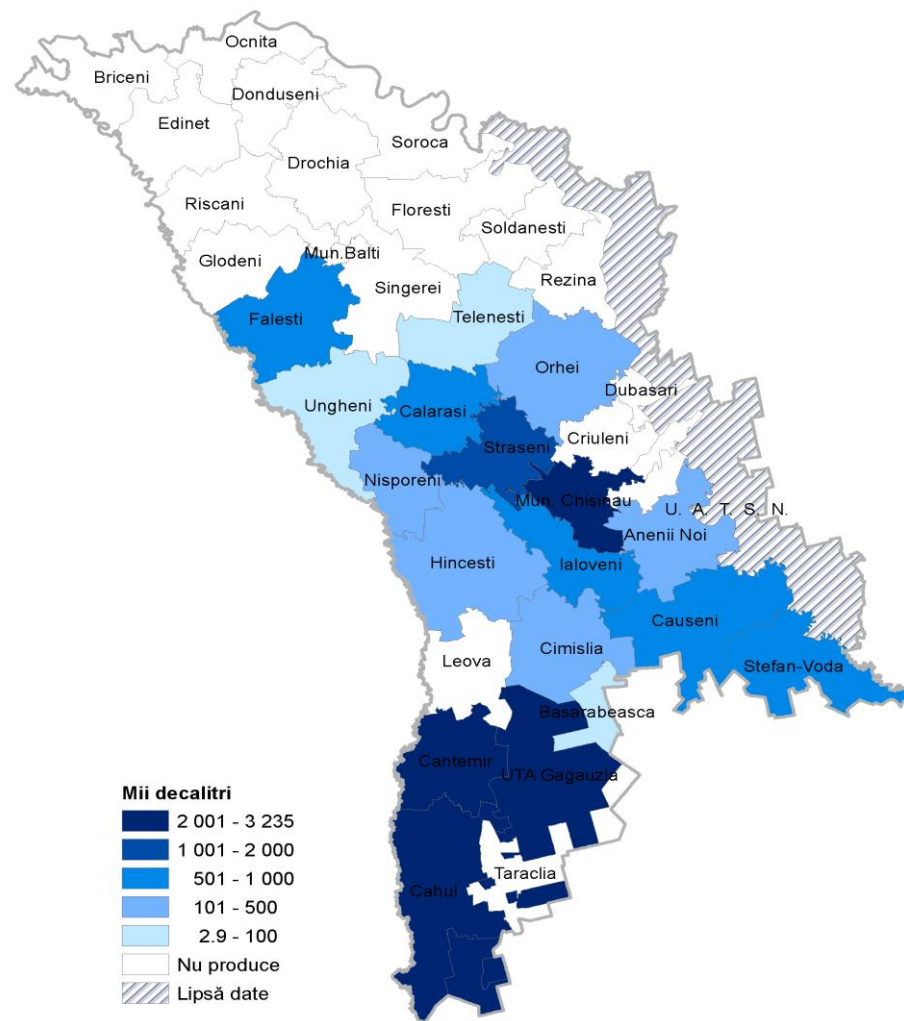 Ocnita
Briceni
Donduseni
Edinet
Soroca
Drochia
Riscani
Floresti
Soldanesti
Glodeni
Mun.Balti
Singerei
Rezina
Falesti
Telenesti
Orhei
Dubasari
Ungheni
Calarasi
Criuleni
Straseni
Nisporeni
Mun. Chisinau
U. A. T. S. N.
Anenii Noi
Hincesti
Ialoveni
Causeni
Cimislia
Leova
Stefan-Voda
Basarabeasca
Cantemir
UTA Gagauzia
Taraclia
Cahul
Mii decalitri
2 001 - 3 235
1 001 - 2 000
501 - 1 000
101 - 500
2.9 - 100
Nu produce
Lipsă date